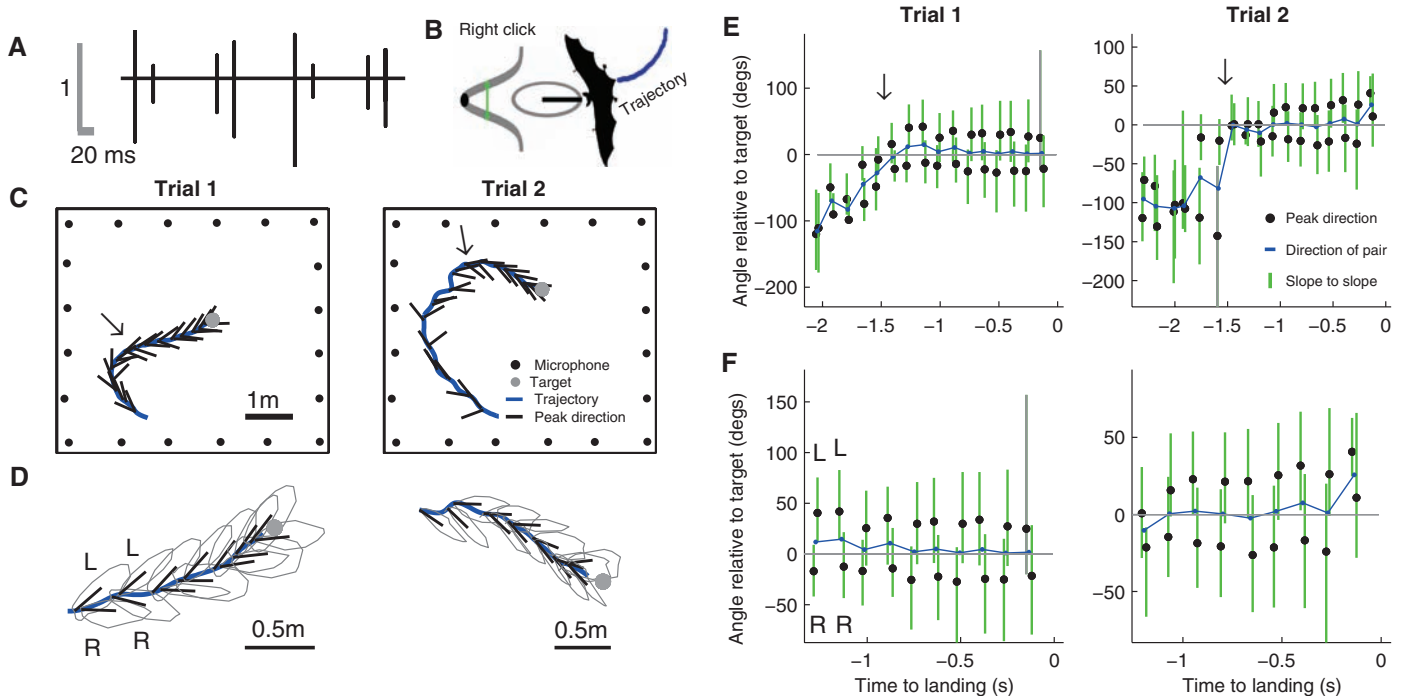 A
1
20 ms
B
Right click
Trajectory
C
Trial 1
Trial 2
1m
Microphone
Target
Trajectory
Peak direction
D
L
L
R
R
0.5m
0.5m
E
Trial 1
Trial 2
Angle relative to target (degs)
100
0
−100
−200
−2
−1.5
−1
−0.5
0
100
50
0
−50
−100
−150
−200
Peak direction
Direction of pair
Slope to slope
−2
−1.5
−1
−0.5
0
F
Angle relative to target (degs)
150
100
50
0
−50
L L
R R
−1
−0.5
0
Time to landing (s)
50
0
−50
−1
−0.5
0
Time to landing (s)